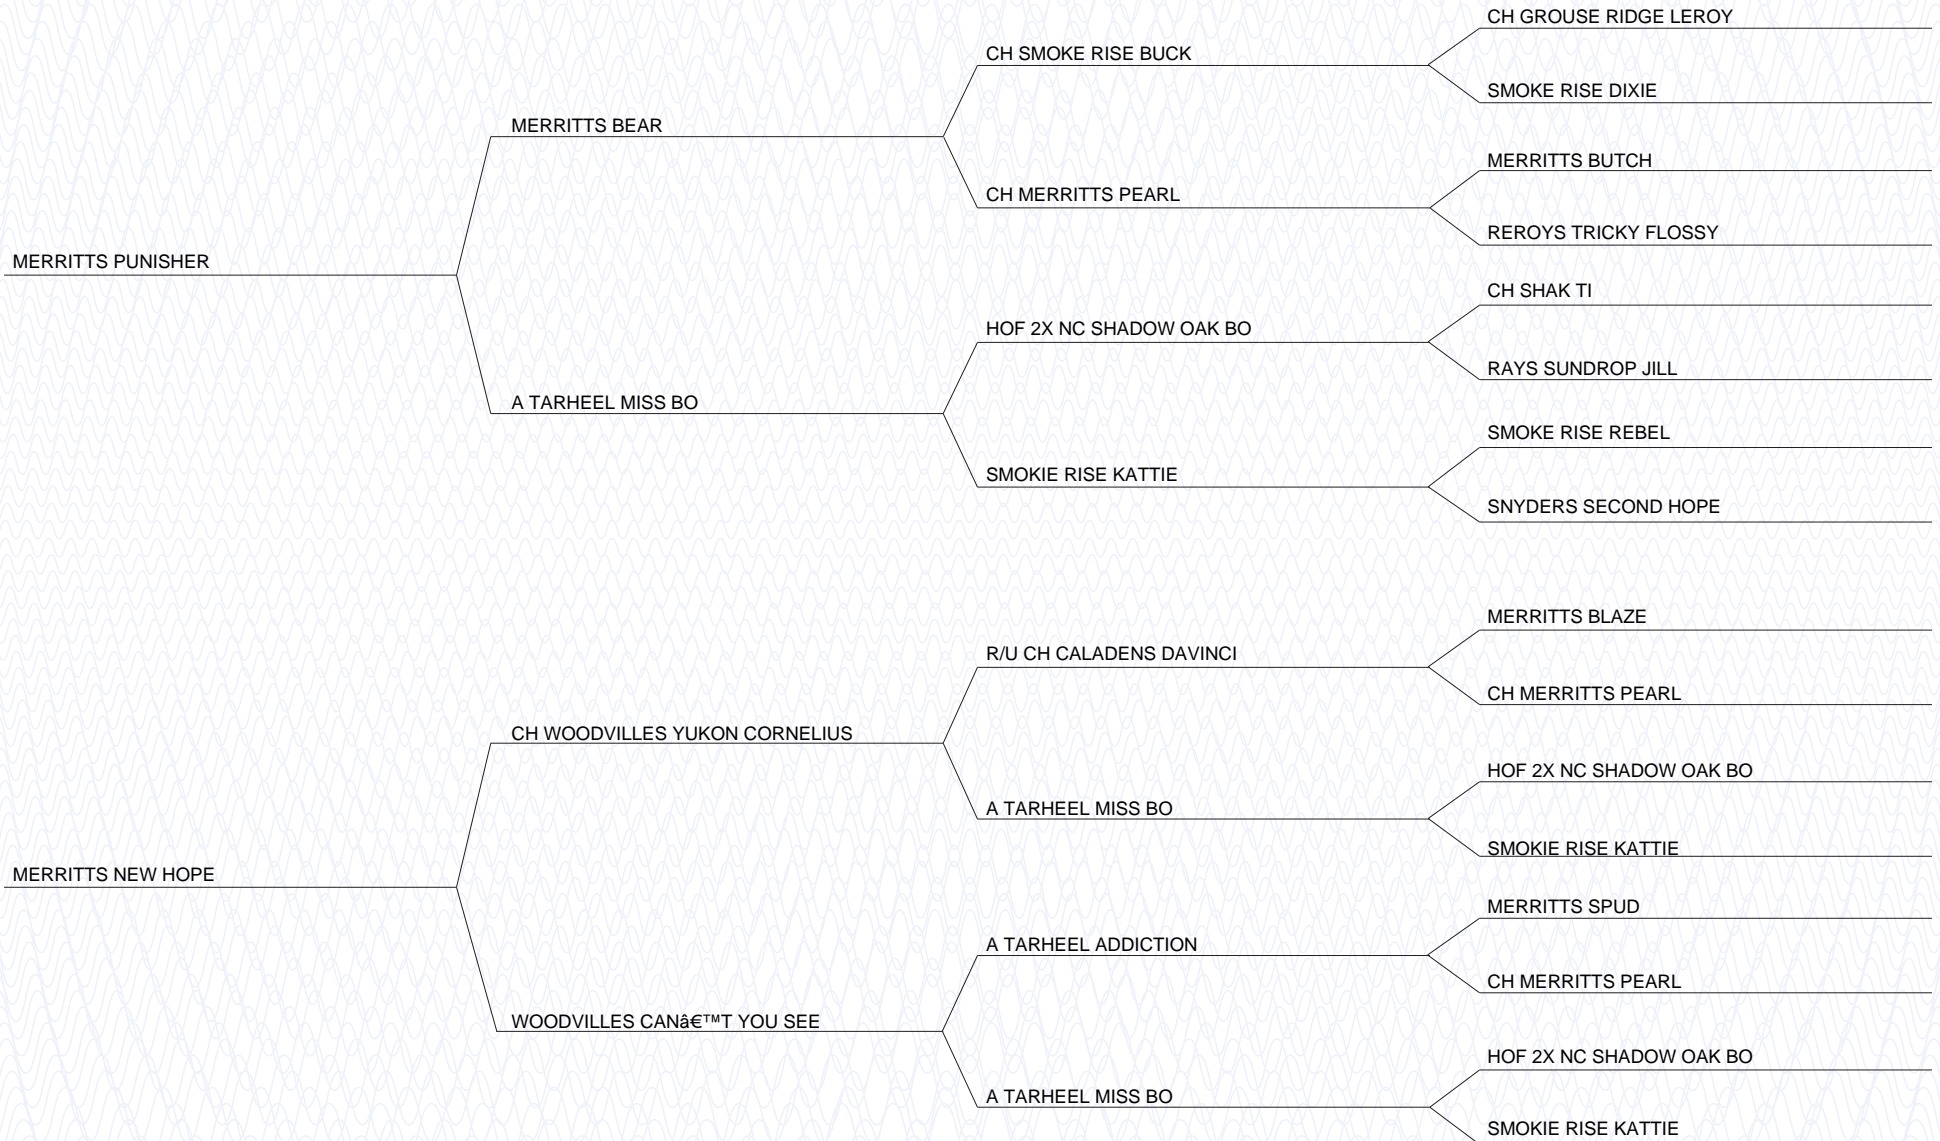 CH GROUSE RIDGE LEROY
CH SMOKE RISE BUCK
SMOKE RISE DIXIE
MERRITTS BEAR
MERRITTS BUTCH
CH MERRITTS PEARL
REROYS TRICKY FLOSSY
MERRITTS PUNISHER
CH SHAK TI
HOF 2X NC SHADOW OAK BO
RAYS SUNDROP JILL
A TARHEEL MISS BO
SMOKE RISE REBEL
SMOKIE RISE KATTIE
SNYDERS SECOND HOPE
MERRITTS BLAZE
R/U CH CALADENS DAVINCI
CH MERRITTS PEARL
CH WOODVILLES YUKON CORNELIUS
HOF 2X NC SHADOW OAK BO
A TARHEEL MISS BO
SMOKIE RISE KATTIE
MERRITTS NEW HOPE
MERRITTS SPUD
A TARHEEL ADDICTION
CH MERRITTS PEARL
WOODVILLES CANâ€™T YOU SEE
HOF 2X NC SHADOW OAK BO
A TARHEEL MISS BO
SMOKIE RISE KATTIE